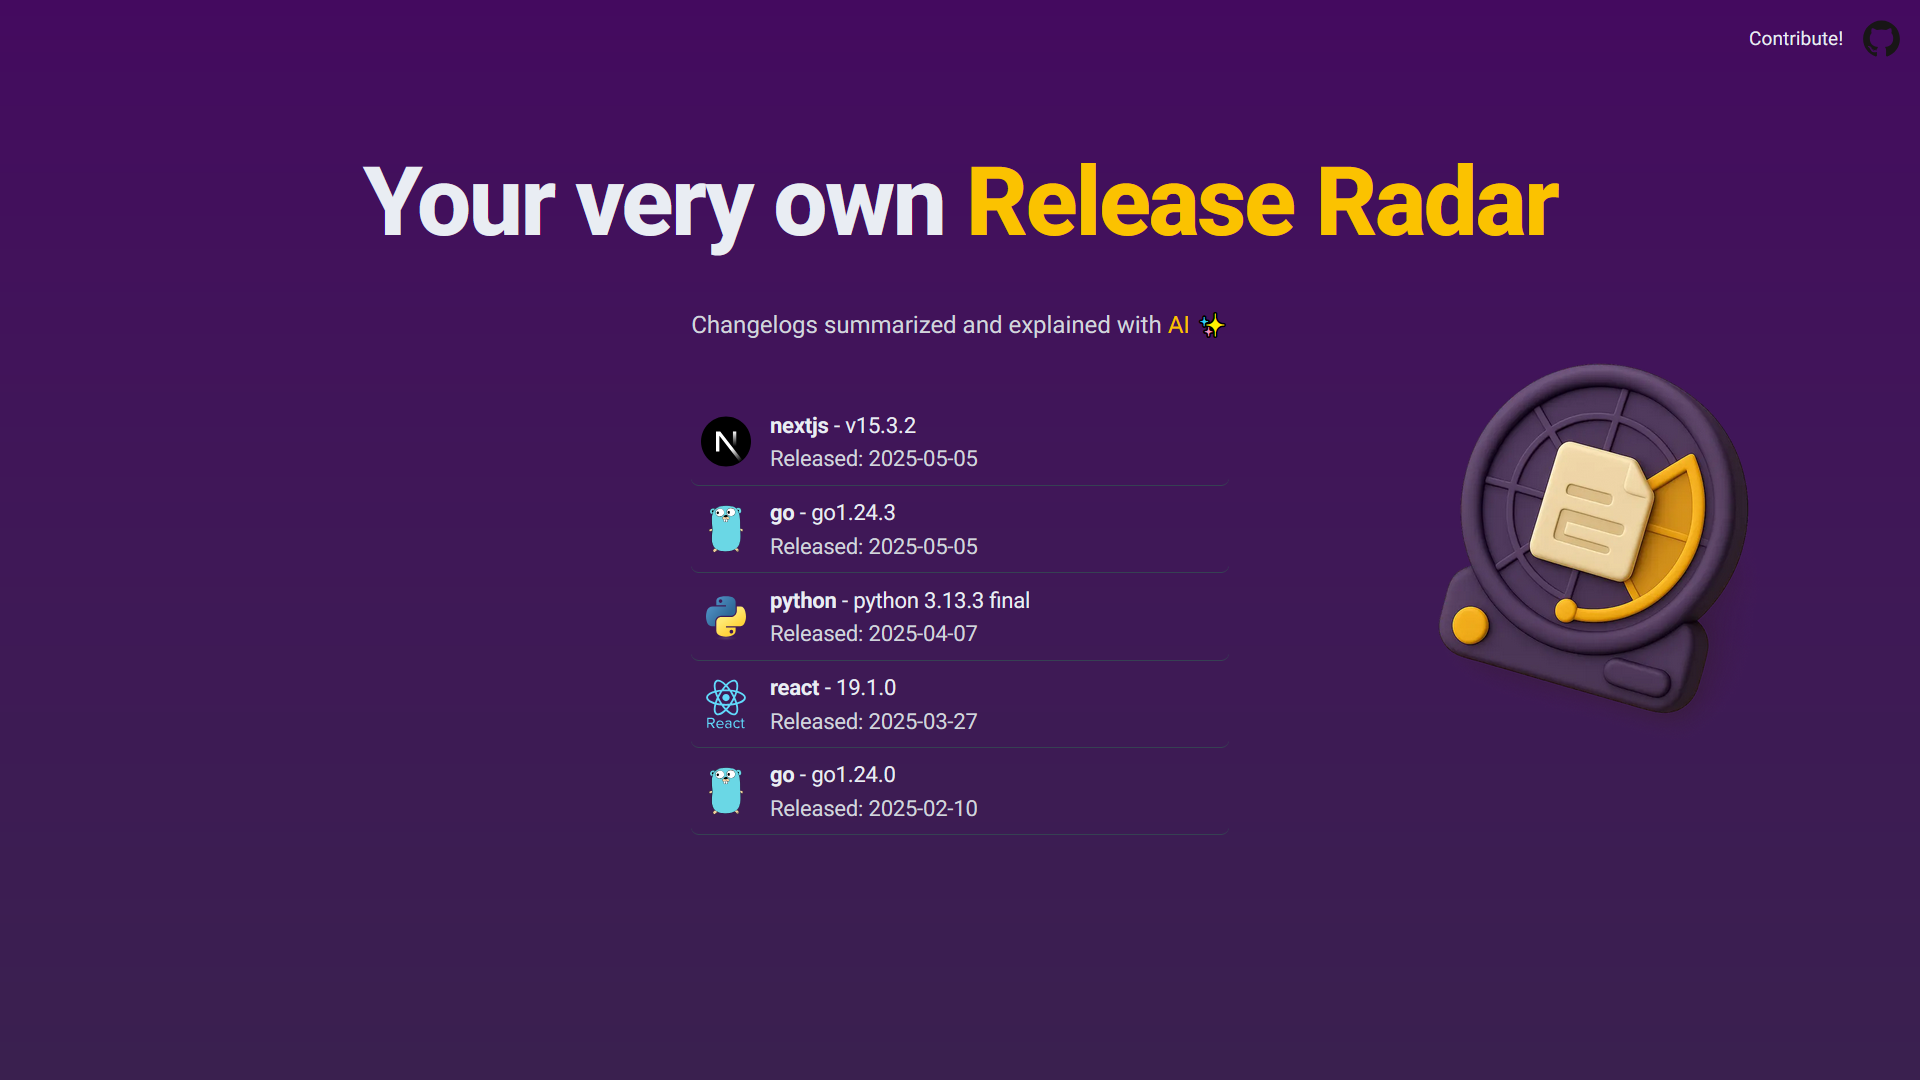 Contribute!
Your very own Release Radar
Changelogs summarized and explained with AI ✨
nextjs - v15.3.2
Released: 2025-05-05
go - go1.24.3
Released: 2025-05-05
python - python 3.13.3 final
Released: 2025-04-07
react - 19.1.0
React
Released: 2025-03-27
go - go1.24.0
Released: 2025-02-10